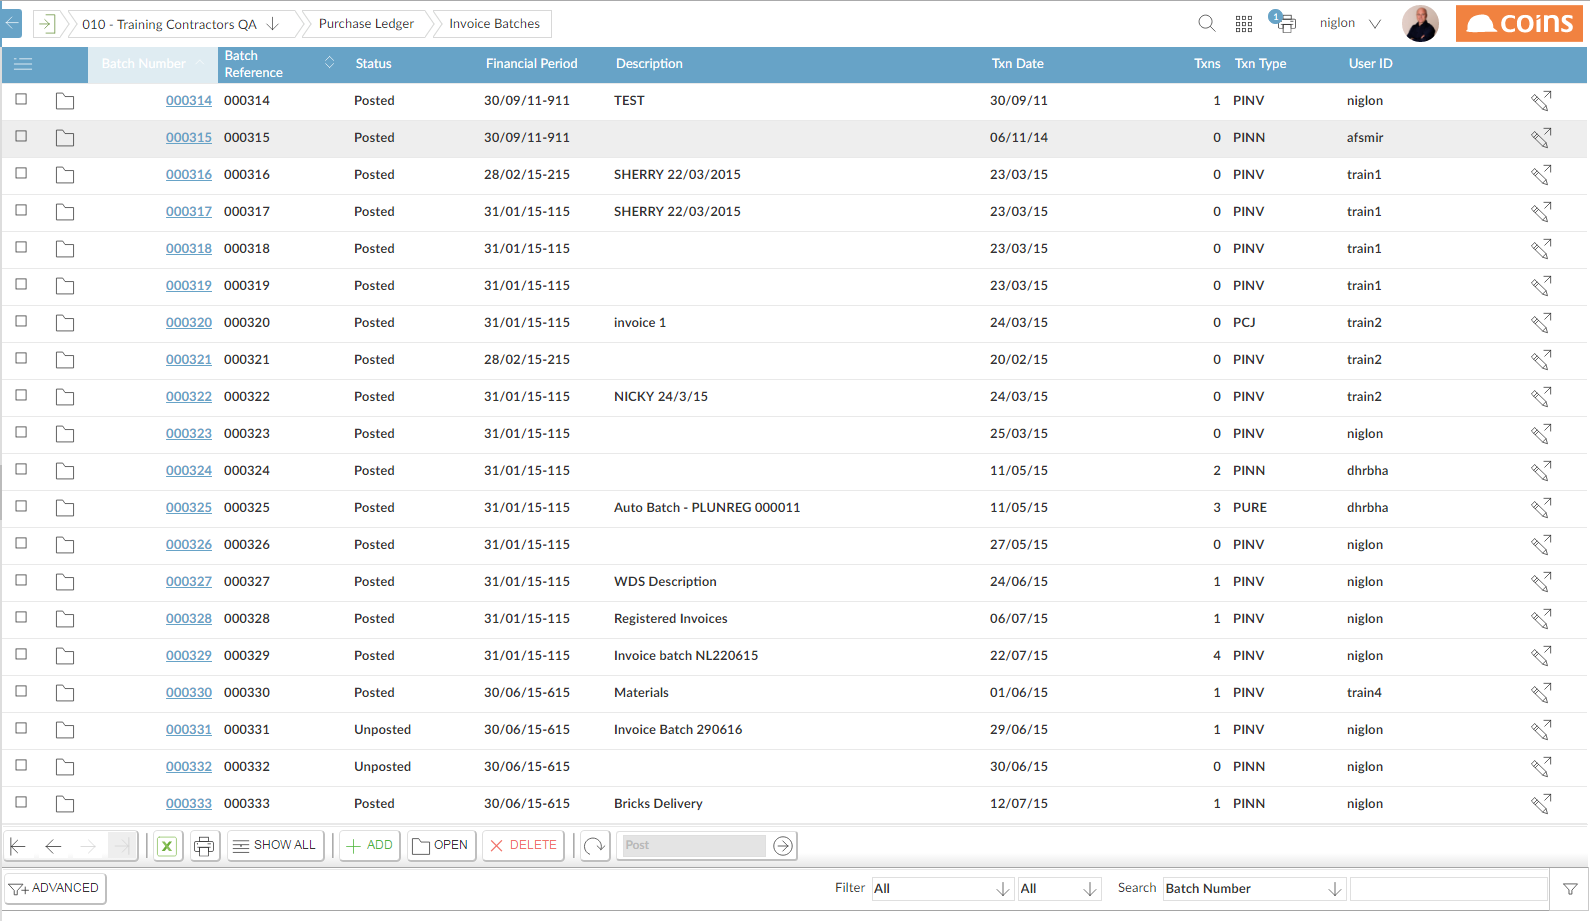 010 - Training Contractors QA Purchase Ledger Invoice Batches 1 niglon coins
Batch Number Batch Reference Status Financial Period Description Txn Date Txns Txn Type User ID
000314 000314 Posted 30/09/11-911 TEST 30/09/11 1 PINV niglon
000315 000315 Posted 30/09/11-911 06/11/14 0 PINN afsmir
000316 000316 Posted 28/02/15-215 SHERRY 22/03/2015 23/03/15 0 PINV train1
000317 000317 Posted 31/01/15-115 SHERRY 22/03/2015 23/03/15 0 PINV train1
000318 000318 Posted 31/01/15-115 23/03/15 0 PINV train1
000319 000319 Posted 31/01/15-115 23/03/15 0 PINV train1
000320 000320 Posted 31/01/15-115 invoice 1 24/03/15 0 PCJ train2
000321 000321 Posted 28/02/15-215 20/02/15 0 PINV train2
000322 000322 Posted 31/01/15-115 NICKY 24/3/15 24/03/15 0 PINV train2
000323 000323 Posted 31/01/15-115 25/03/15 0 PINV niglon
000324 000324 Posted 31/01/15-115 11/05/15 2 PINN dhrbha
000325 000325 Posted 31/01/15-115 Auto Batch - PLUNREG 000011 11/05/15 3 PURE dhrbha
000326 000326 Posted 31/01/15-115 27/05/15 0 PINV niglon
000327 000327 Posted 31/01/15-115 WDS Description 24/06/15 1 PINV niglon
000328 000328 Posted 31/01/15-115 Registered Invoices 06/07/15 1 PINV niglon
000329 000329 Posted 31/01/15-115 Invoice batch NL220615 22/07/15 4 PINV niglon
000330 000330 Posted 30/06/15-615 Materials 01/06/15 1 PINV train4
000331 000331 Unposted 30/06/15-615 Invoice Batch 290616 29/06/15 1 PINV niglon
000332 000332 Unposted 30/06/15-615 30/06/15 0 PINN niglon
000333 000333 Posted 30/06/15-615 Bricks Delivery 12/07/15 1 PINN niglon
SHOW ALL ADD OPEN DELETE Post
ADVANCED Filter All All Search Batch Number